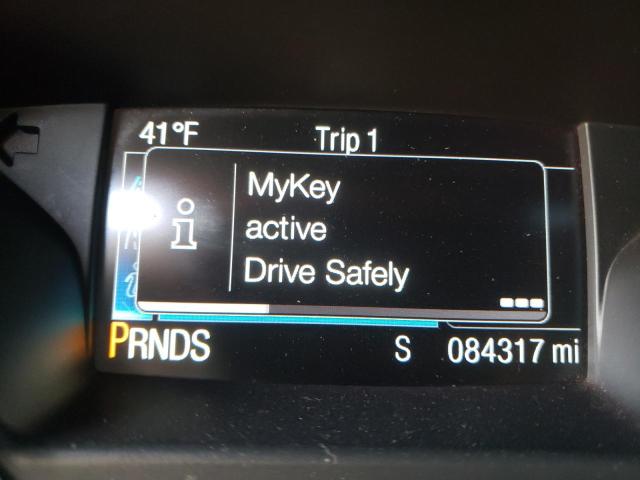 41°F Trip 1
MyKey
active
Drive Safely
PRNDS S 084317 mi